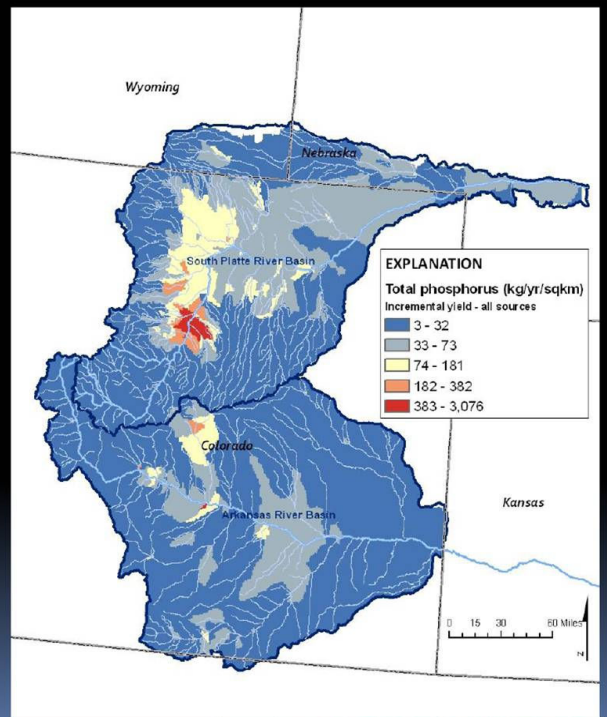 Wyoming
Nebraska
South Platte River Basin
EXPLANATION
Total phosphorus (kg/yr/sqkm)
Incremental yield - all sources
3 - 32
33 - 73
74 - 181
182 - 382
383 - 3,076
Colorado
Kansas
Arkansas River Basin
0 15 30 60 Miles
N